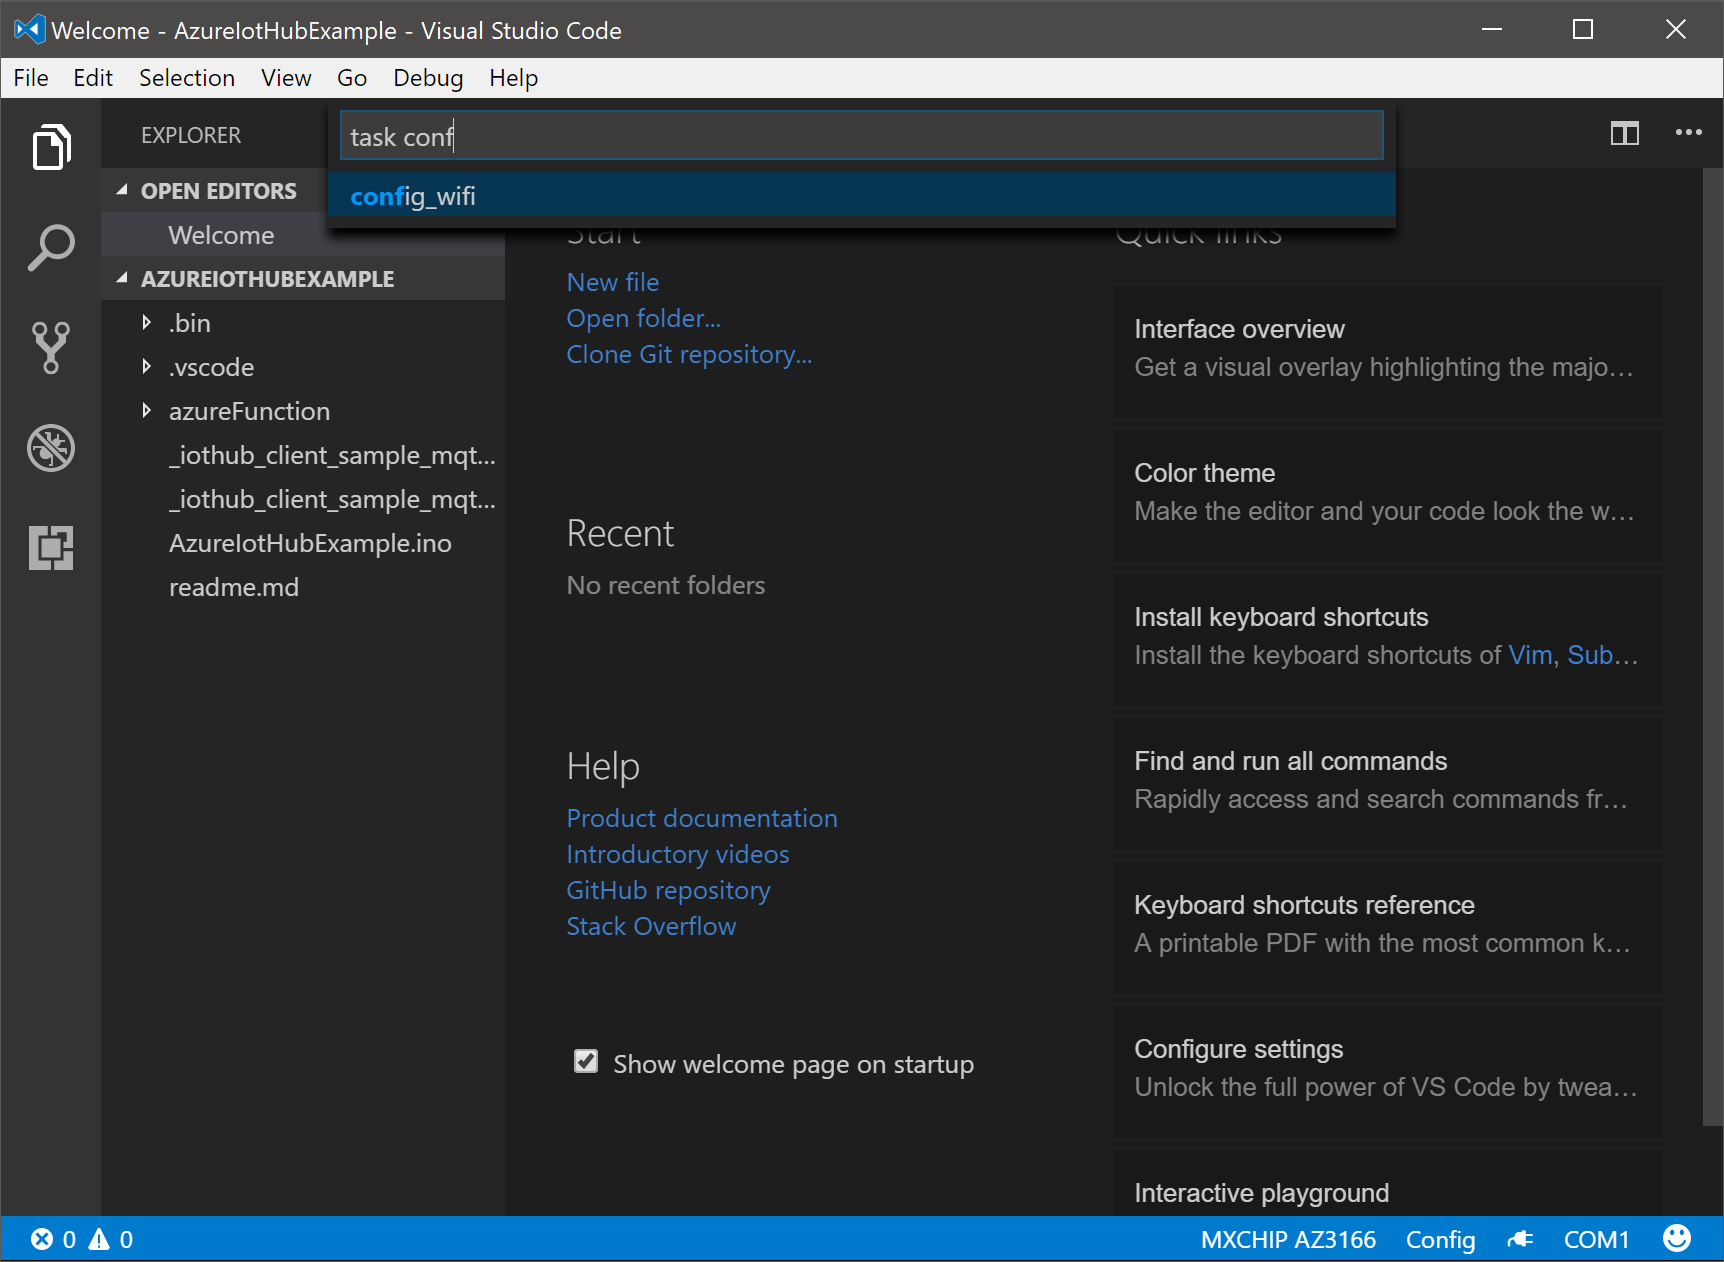 Welcome - AzureIotHubExample - Visual Studio Code
File Edit Selection View Go Debug Help
EXPLORER
task conf
config_wifi
OPEN EDITORS
Welcome
AZUREIOTHUBEXAMPLE
.bin
.vscode
azureFunction
_iothub_client_sample_mqt...
_iothub_client_sample_mqt...
AzureIotHubExample.ino
readme.md
Start
New file
Open folder...
Clone Git repository...
Recent
No recent folders
Help
Product documentation
Introductory videos
GitHub repository
Stack Overflow
Show welcome page on startup
Quick links
Interface overview
Get a visual overlay highlighting the majo...
Color theme
Make the editor and your code look the w...
Install keyboard shortcuts
Install the keyboard shortcuts of Vim, Sub...
Find and run all commands
Rapidly access and search commands fr...
Keyboard shortcuts reference
A printable PDF with the most common k...
Configure settings
Unlock the full power of VS Code by twea...
Interactive playground
0 0
MXCHIP AZ3166 Config COM1